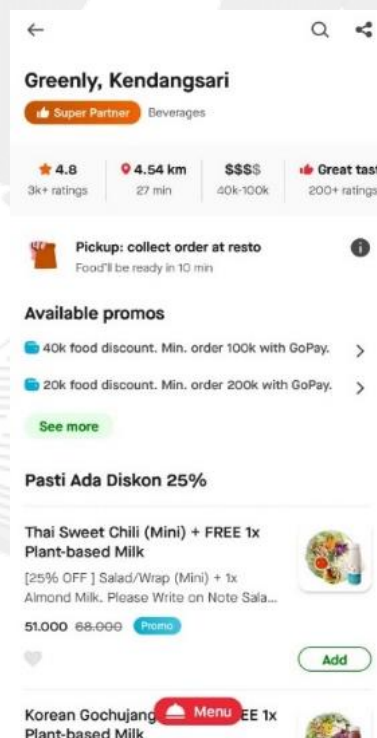 Greenly, Kendangsari
Super Partner Beverages
4.8 4.54 km $$$$ Great tast
3k+ ratings 27 min 40k-100k 200+ ratings
Pickup: collect order at resto
Food'll be ready in 10 min
Available promos
40k food discount. Min. order 100k with GoPay.
20k food discount. Min. order 200k with GoPay.
See more
Pasti Ada Diskon 25%
Thai Sweet Chili (Mini) + FREE 1x
Plant-based Milk
[25% OFF ] Salad/Wrap (Mini) + 1x
Almond Milk. Please Write on Note Sala...
51.000 68.000 Promo
Add
Korean Gochujang Menu EE 1x
Plant-based Milk